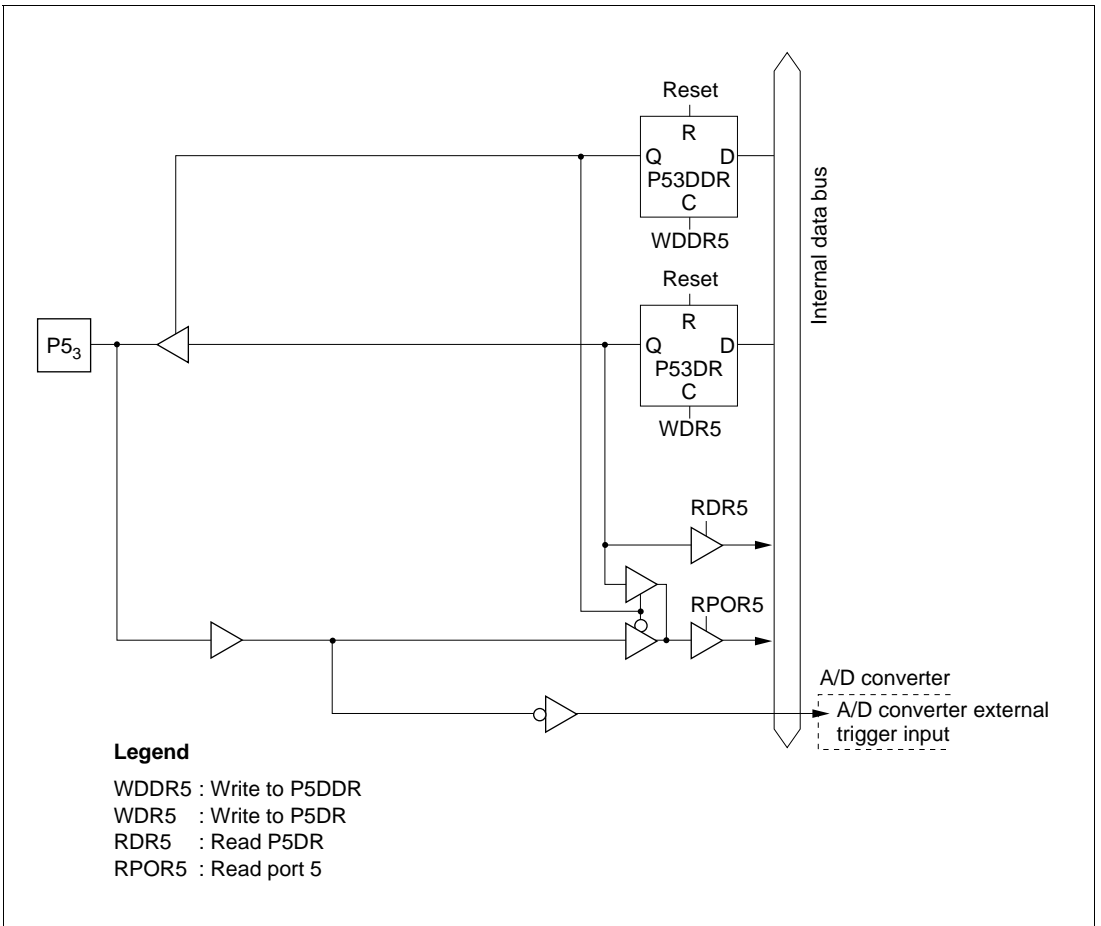 Reset
R
Q D
P53DDR
C
WDDR5
Internal data bus
Reset
R
P5₃
Q D
P53DR
C
WDR5
RDR5
RPOR5
A/D converter
A/D converter external
trigger input
Legend
WDDR5 : Write to P5DDR
WDR5 : Write to P5DR
RDR5 : Read P5DR
RPOR5 : Read port 5